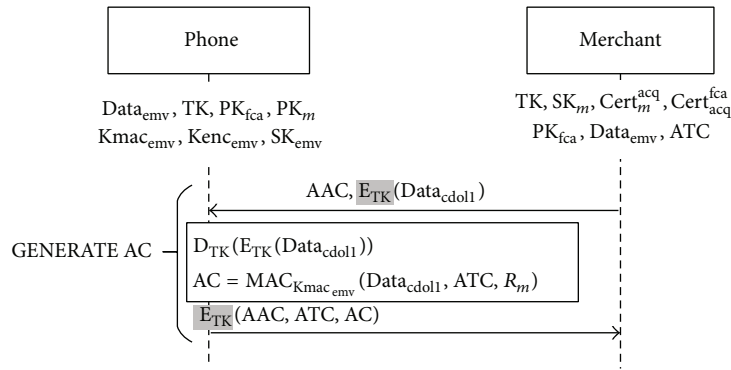 Phone
Merchant
Data_emv, TK, PK_fca, PK_m
Kmac_emv, Kenc_emv, SK_emv
TK, SK_m, Cert_m^acq, Cert_acq^fca
PK_fca, Data_emv, ATC
AAC, E_TK(Data_cdol1)
GENERATE AC
D_TK(E_TK(Data_cdol1))
AC = MAC_Kmac_emv(Data_cdol1, ATC, R_m)
E_TK(AAC, ATC, AC)